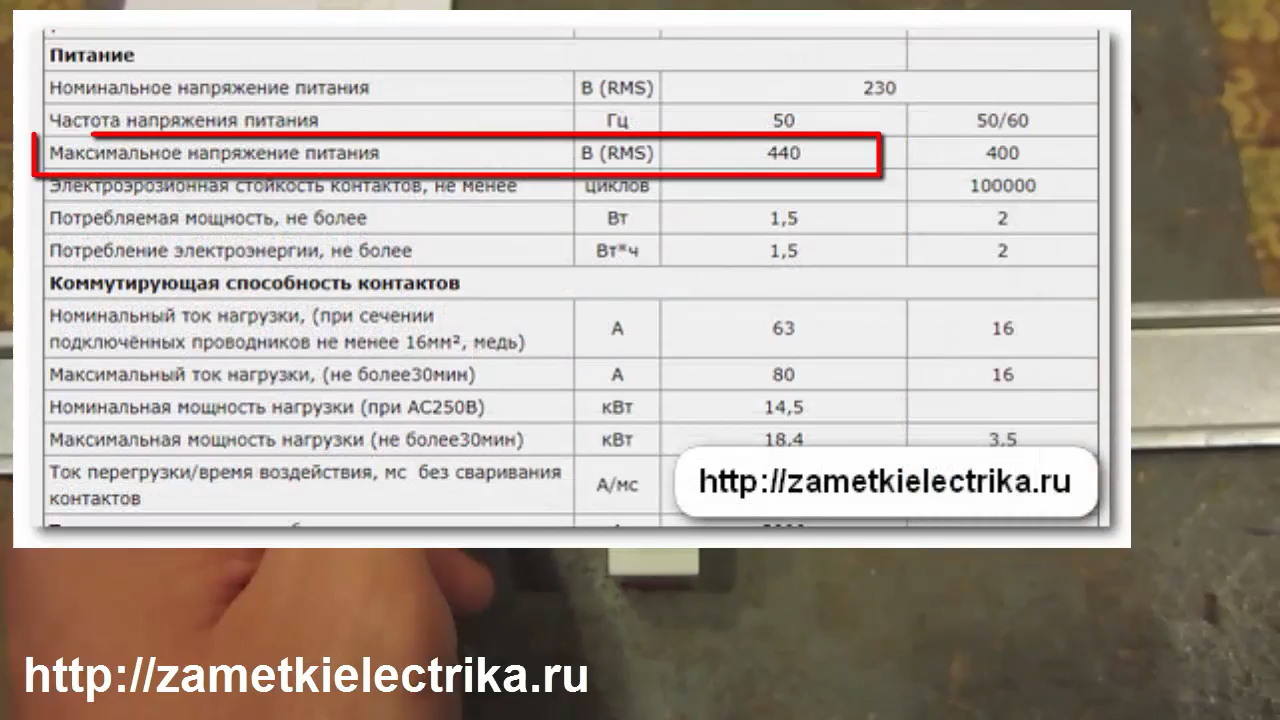 Питание
Номинальное напряжение питания В (RMS) 230
Частота напряжения питания Гц 50 50/60
Максимальное напряжение питания В (RMS) 440 400
Электроэрозионная стойкость контактов, не менее циклов 100000
Потребляемая мощность, не более Вт 1,5 2
Потребление электроэнергии, не более Вт*ч 1,5 2
Коммутирующая способность контактов
Номинальный ток нагрузки, (при сечении
подключённых проводников не менее 16мм², медь) А 63 16
Максимальный ток нагрузки, (не более30мин) А 80 16
Номинальная мощность нагрузки (при АС250В) кВт 14,5
Максимальная мощность нагрузки (не более30мин) кВт 18,4 3,5
Ток перегрузки/время воздействия, мс без сваривания
контактов А/мс
http://zametkielectrika.ru
http://zametkielectrika.ru